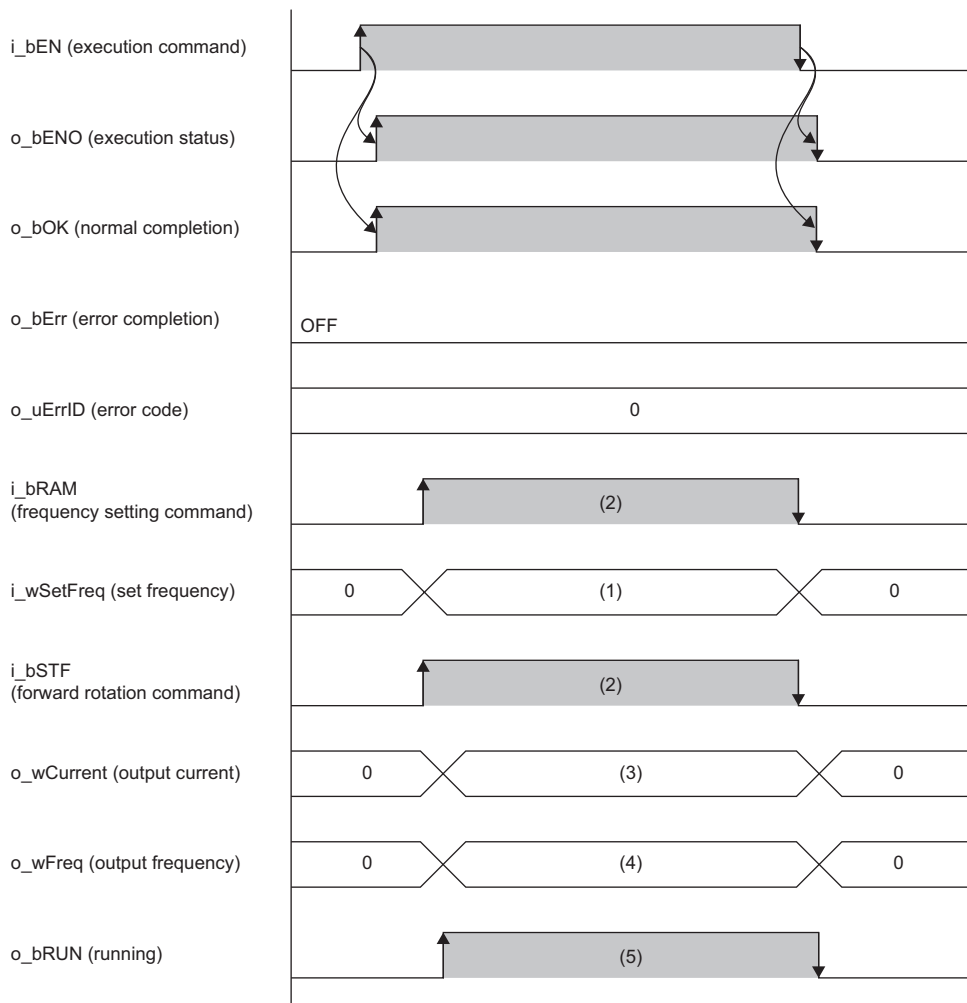 i_bEN (execution command)
o_bENO (execution status)
o_bOK (normal completion)
o_bErr (error completion)
OFF
o_uErrID (error code)
0
i_bRAM
(frequency setting command)
(2)
i_wSetFreq (set frequency)
0
(1)
0
i_bSTF
(forward rotation command)
(2)
o_wCurrent (output current)
0
(3)
0
o_wFreq (output frequency)
0
(4)
0
o_bRUN (running)
(5)